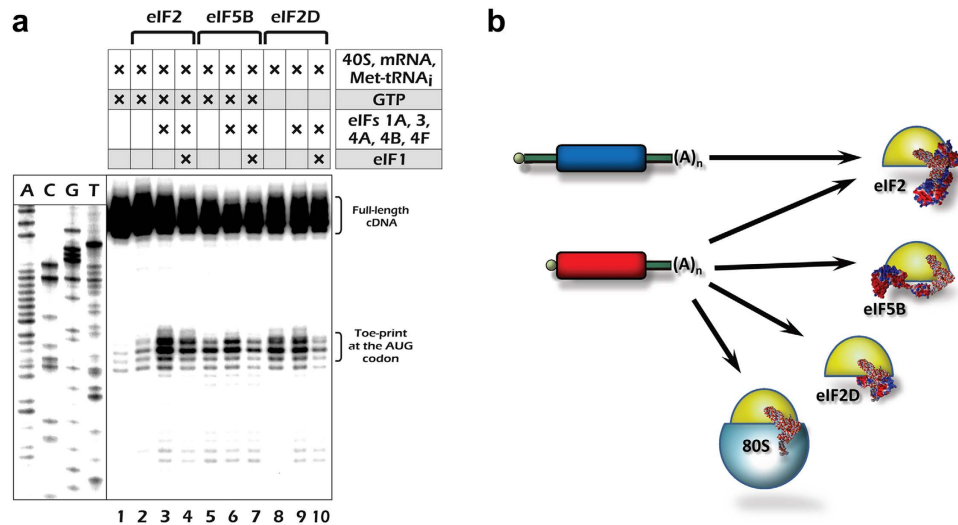 a
eIF2 eIF5B eIF2D
× × × × × × × × × × 40S, mRNA,
Met-tRNAi
× × × × × × × GTP
× × × × × × eIFs 1A, 3,
4A, 4B, 4F
× × × eIF1
A C G T
Full-length
cDNA
Toe-print
at the AUG
codon
1 2 3 4 5 6 7 8 9 10
b
(A)n
eIF2
(A)n
eIF5B
eIF2D
80S